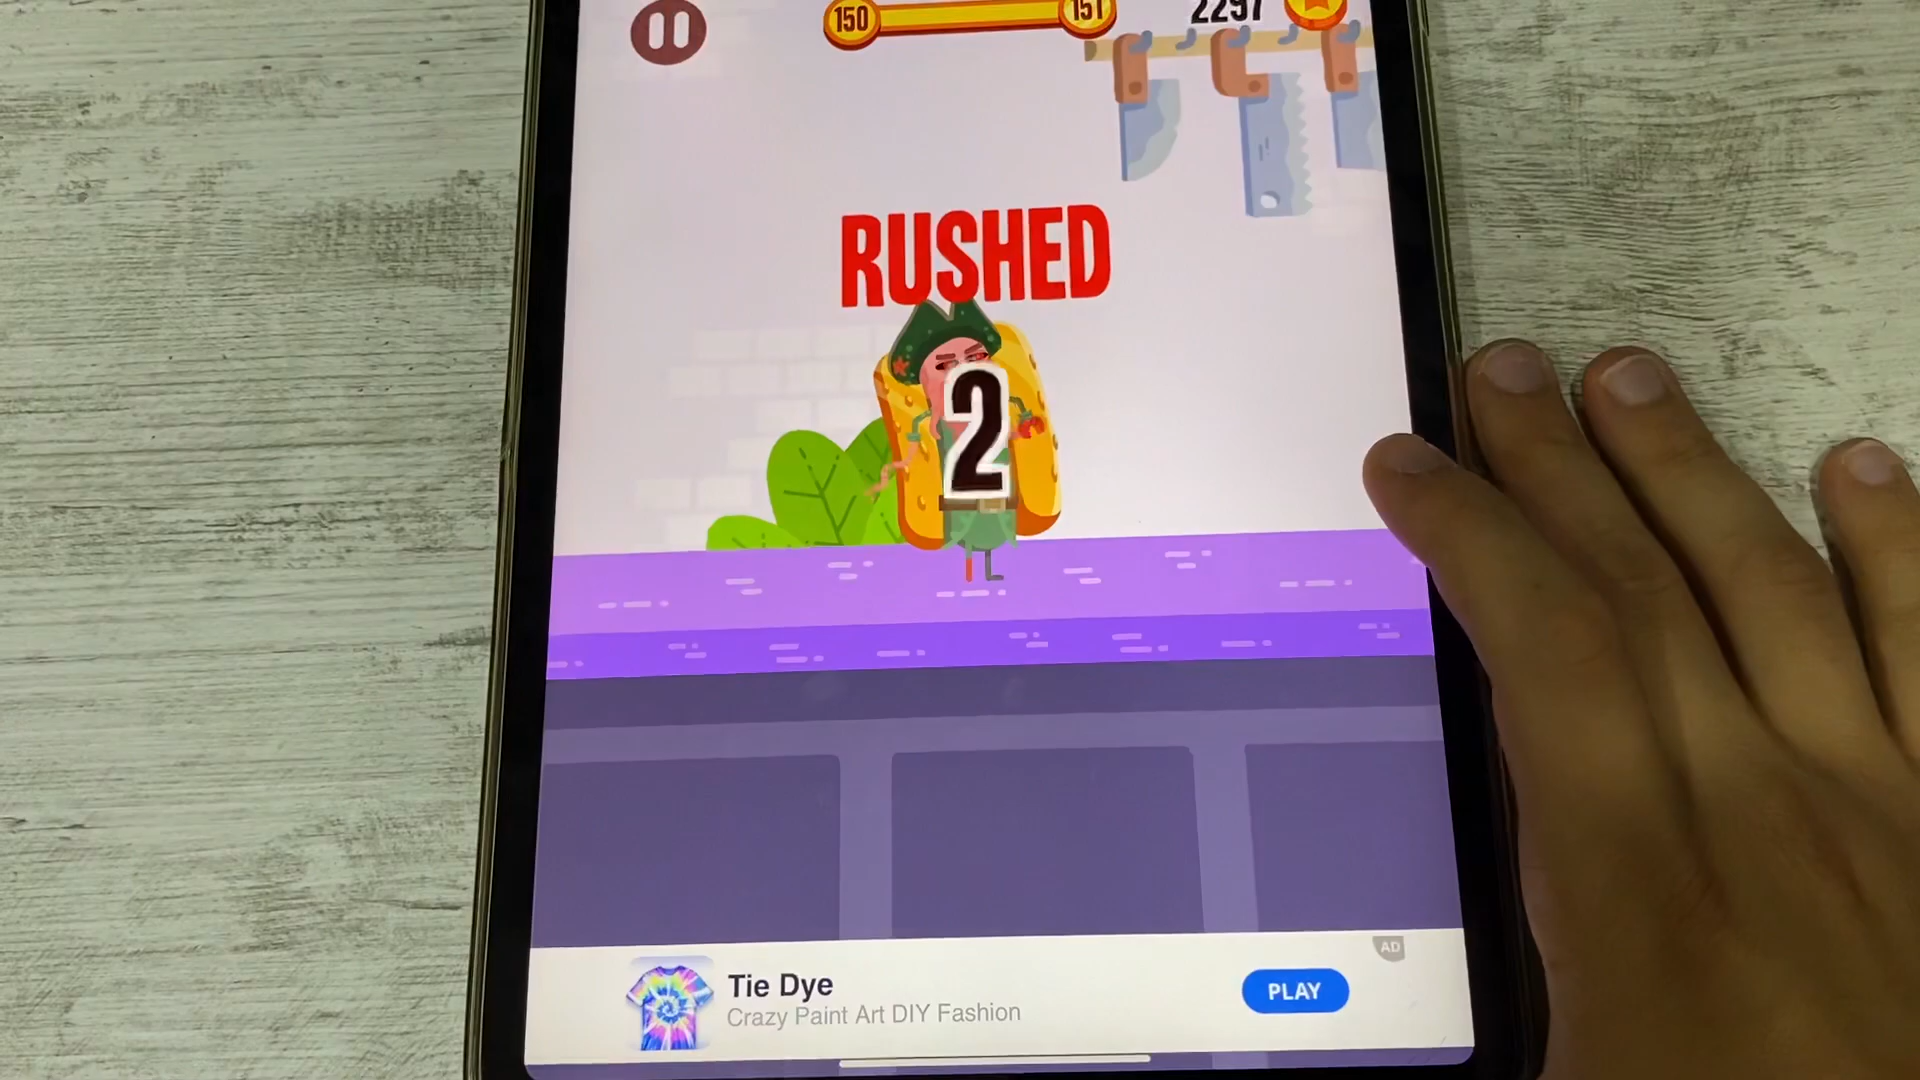 150 151 2297
RUSHED
2
AD
Tie Dye
PLAY
Crazy Paint Art DIY Fashion